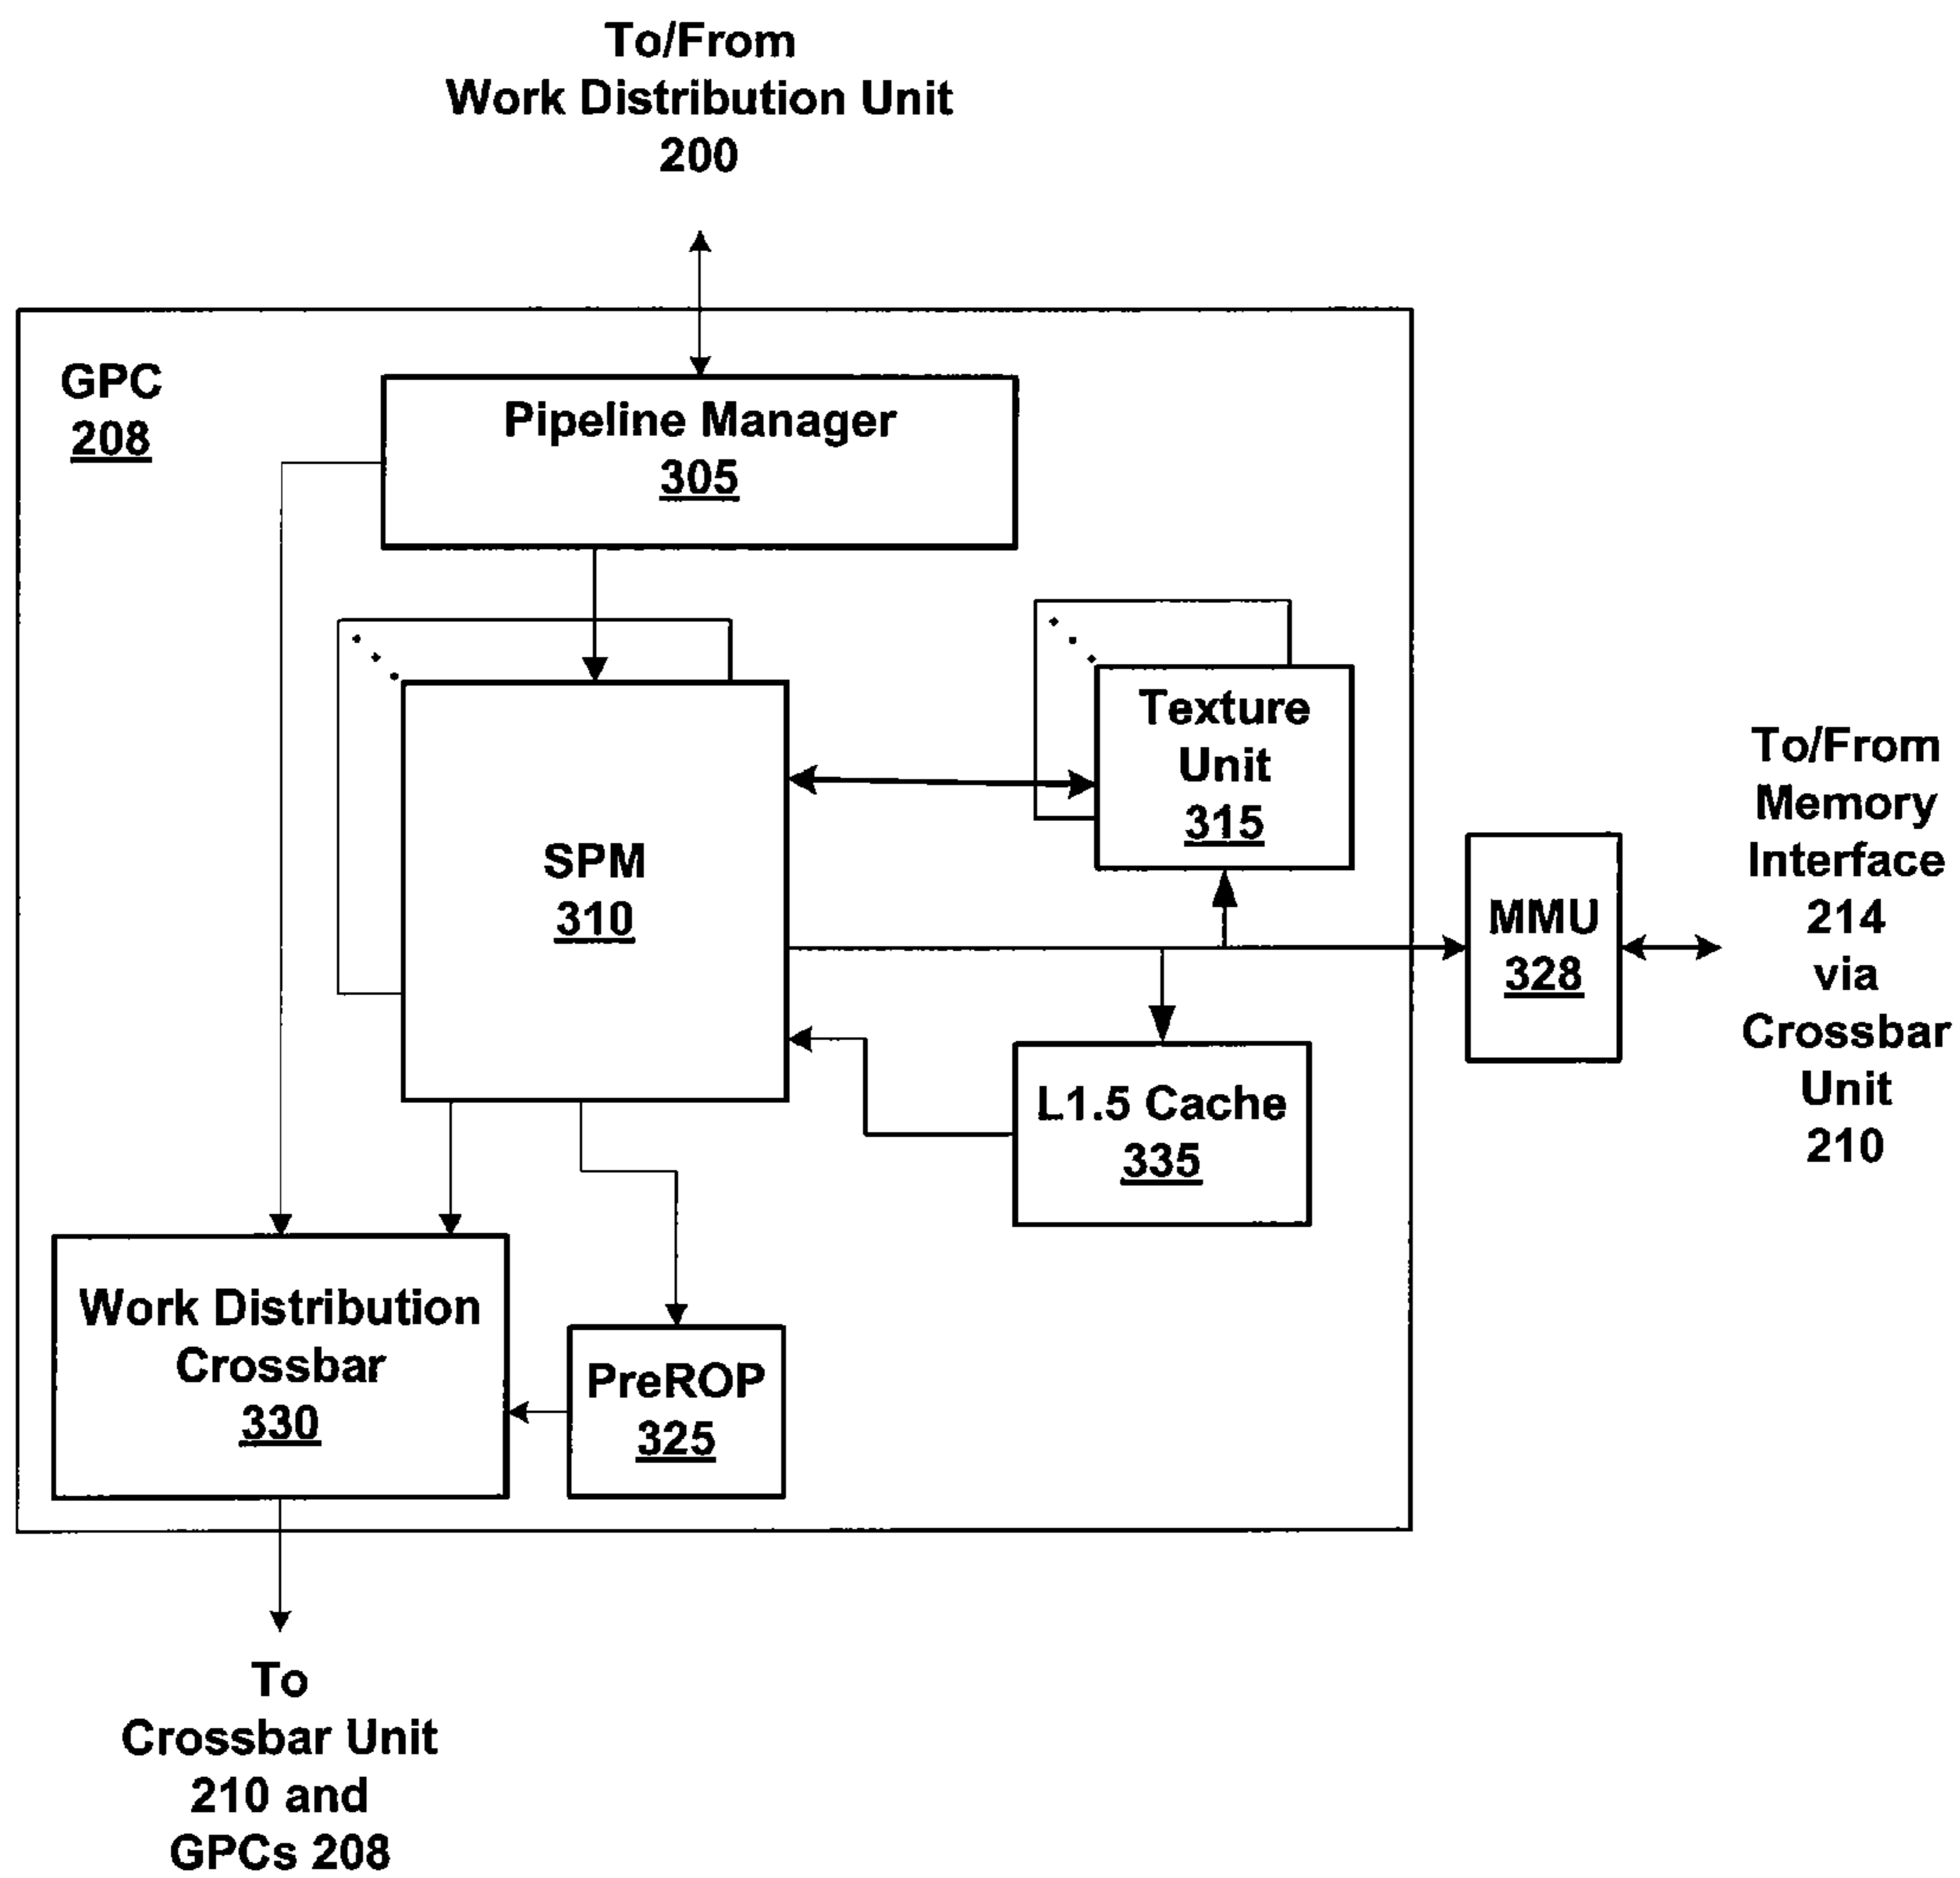 To/From
Work Distribution Unit
200
GPC
208
Pipeline Manager
305
Texture
Unit
315
SPM
310
To/From
Memory
Interface
214
via
Crossbar
Unit
210
MMU
328
L1.5 Cache
335
Work Distribution
Crossbar
330
PreROP
325
To
Crossbar Unit
210 and
GPCs 208